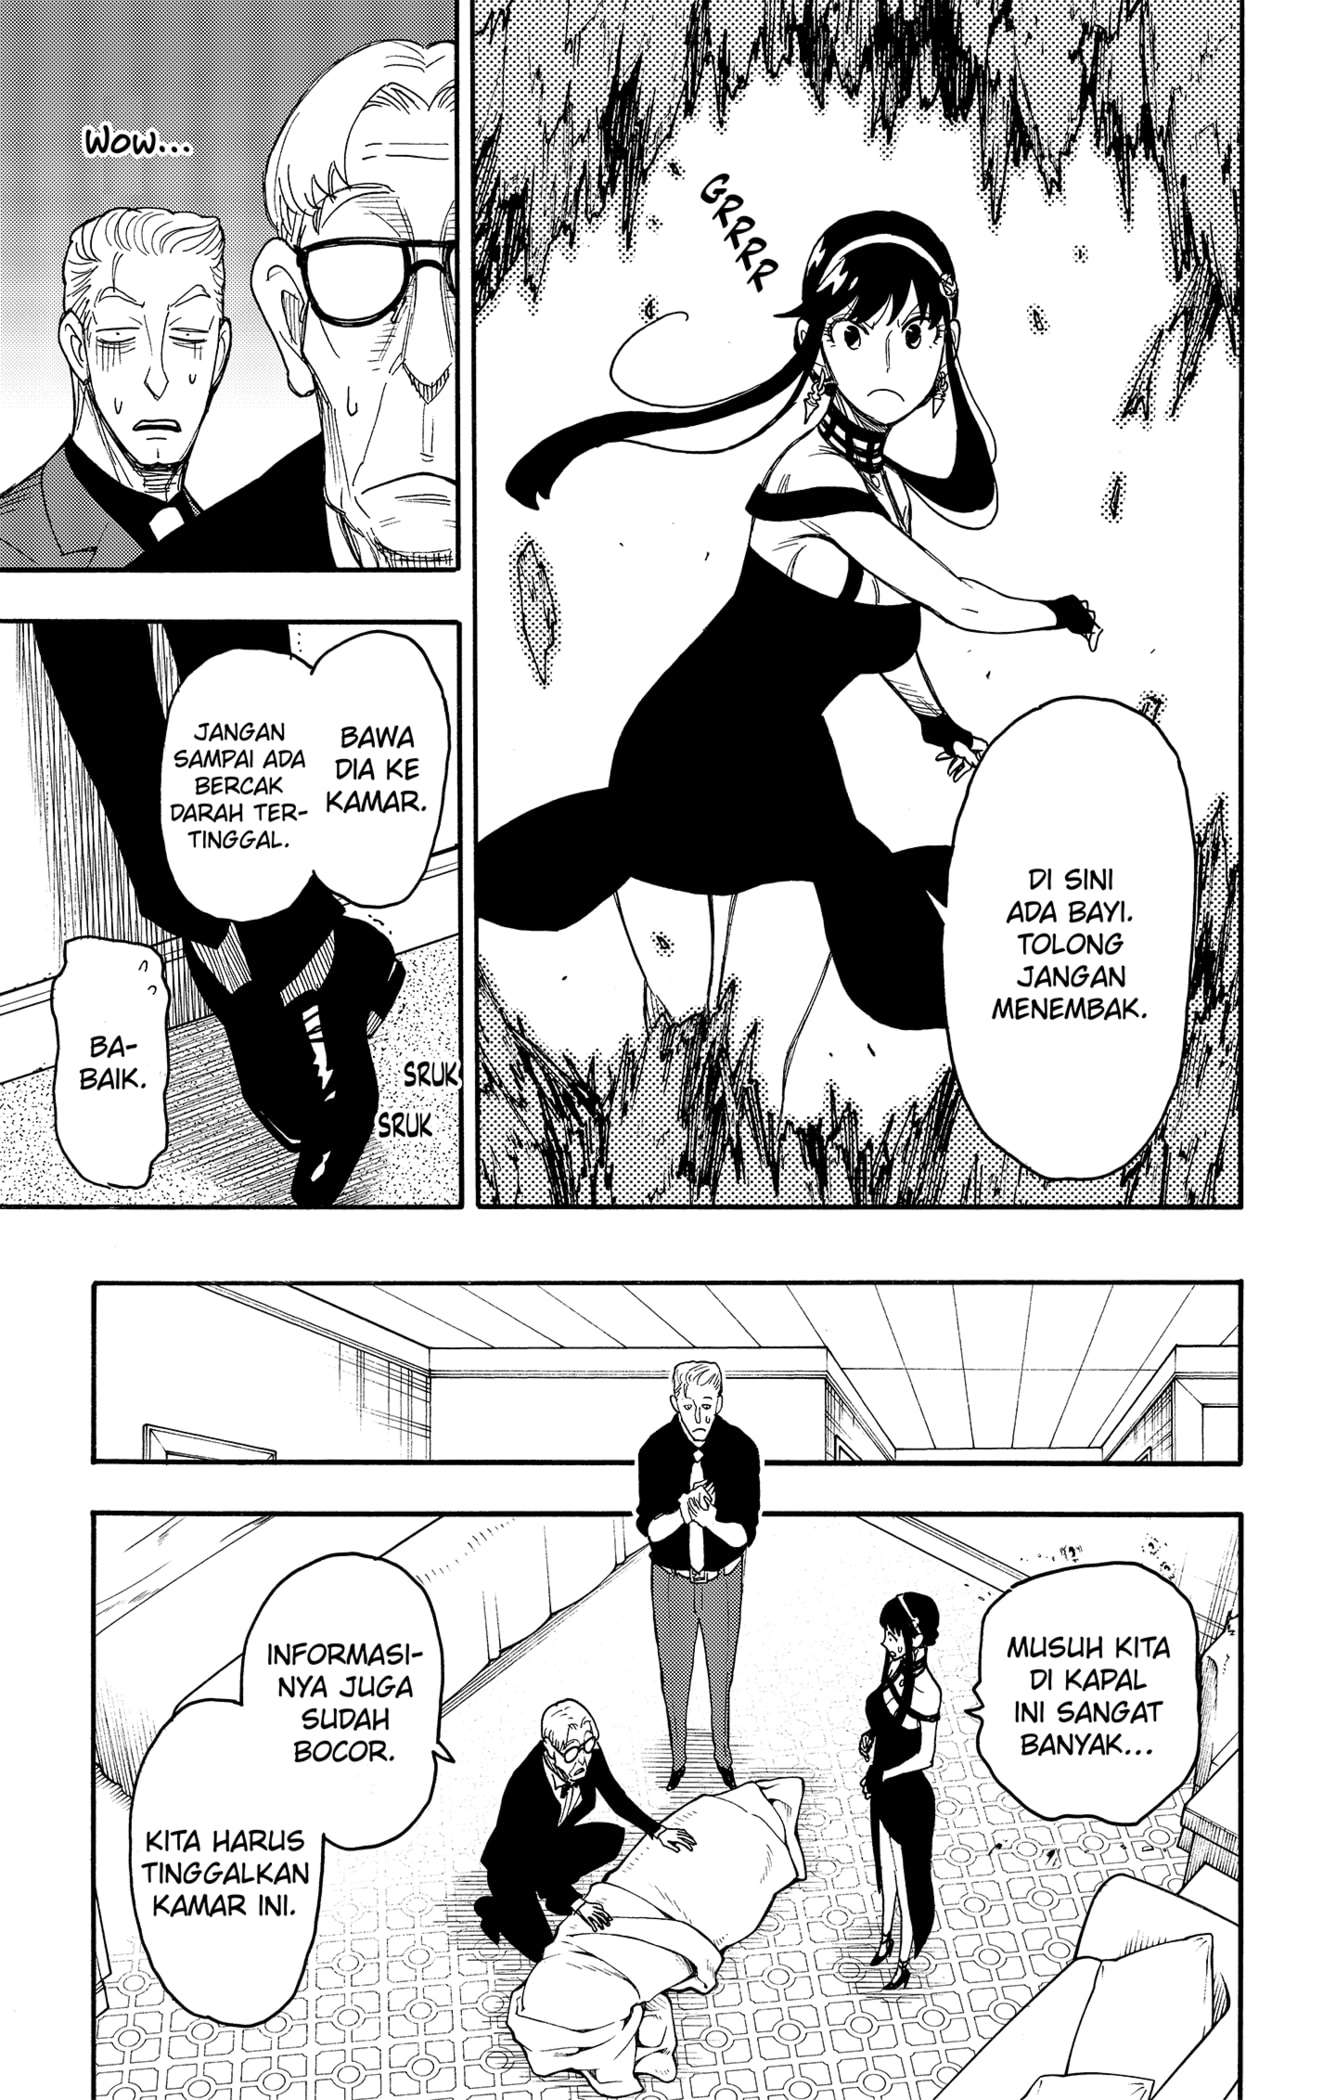 GRRRR
DI SINI
ADA BAYI.
TOLONG
JANGAN
MENEMBAK.
Wow...
BAWA
DIA KE
KAMAR.
JANGAN
SAMPAI ADA
BERCAK
DARAH TER-
TINGGAL.
BA-
BAIK.
SRUK
SRUK
MUSUH KITA
DI KAPAL
INI SANGAT
BANYAK...
INFORMASI-
NYA JUGA
SUDAH
BOCOR.
KITA HARUS
TINGGALKAN
KAMAR INI.